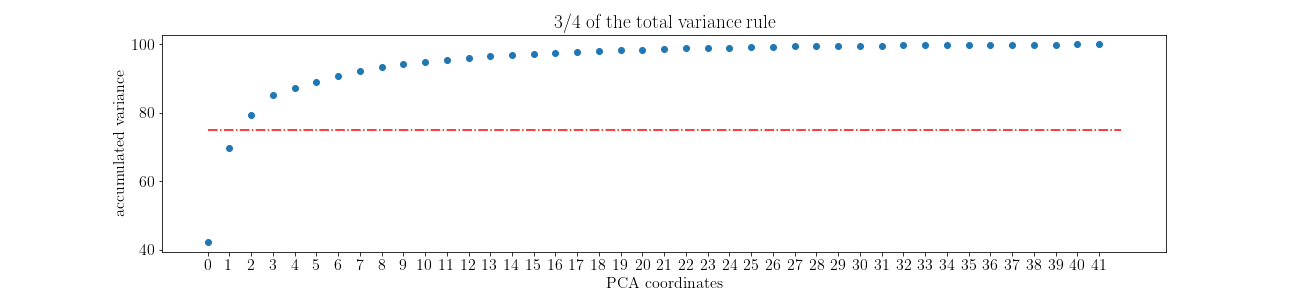 3/4 of the total variance rule
100
80
60
40
accumulated variance
0 1 2 3 4 5 6 7 8 9 10 11 12 13 14 15 16 17 18 19 20 21 22 23 24 25 26 27 28 29 30 31 32 33 34 35 36 37 38 39 40 41
PCA coordinates